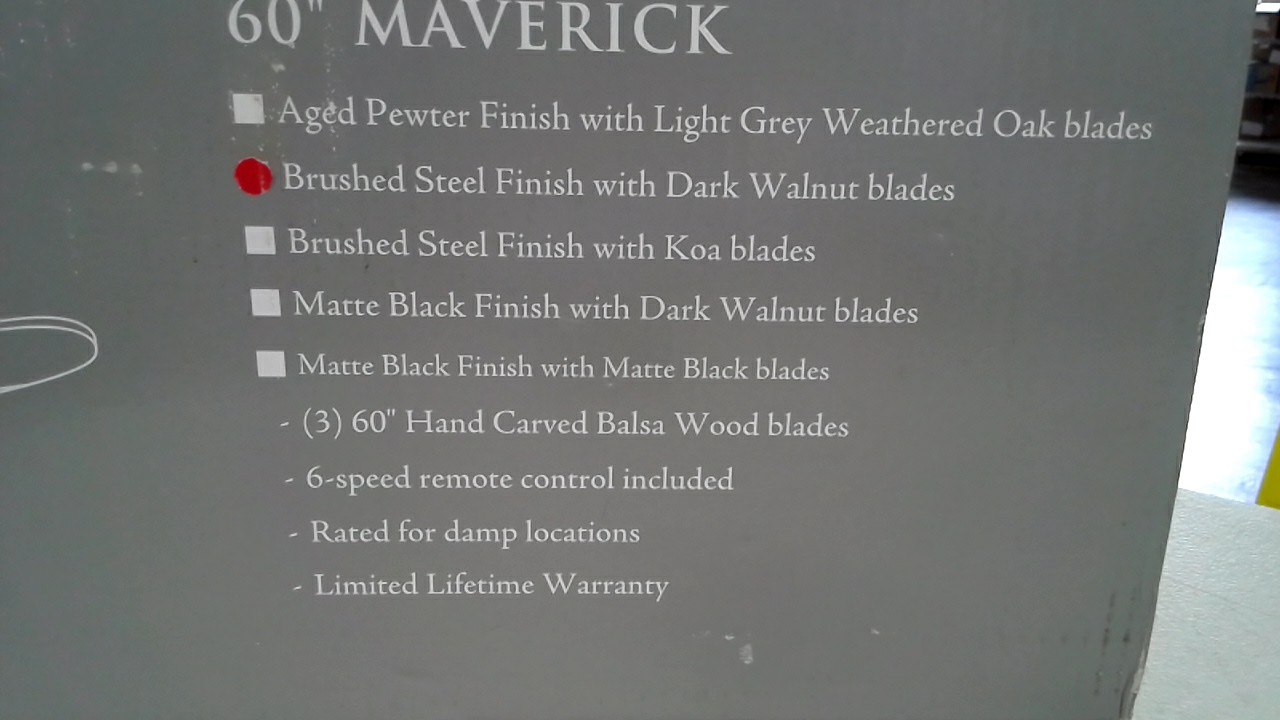 60" MAVERICK
Aged Pewter Finish with Light Grey Weathered Oak blades
Brushed Steel Finish with Dark Walnut blades
Brushed Steel Finish with Koa blades
Matte Black Finish with Dark Walnut blades
Matte Black Finish with Matte Black blades
- (3) 60" Hand Carved Balsa Wood blades
- 6-speed remote control included
- Rated for damp locations
- Limited Lifetime Warranty